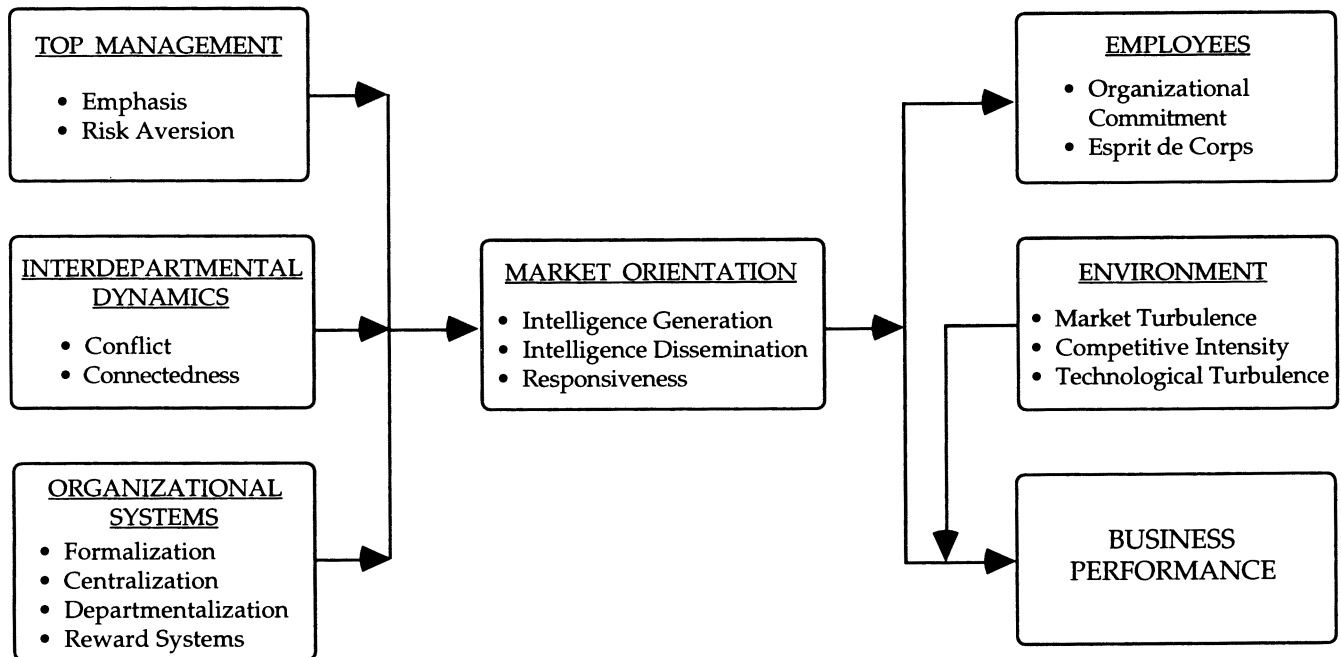 TOP MANAGEMENT
• Emphasis
• Risk Aversion
INTERDEPARTMENTAL
DYNAMICS
• Conflict
• Connectedness
ORGANIZATIONAL
SYSTEMS
• Formalization
• Centralization
• Departmentalization
• Reward Systems
MARKET ORIENTATION
• Intelligence Generation
• Intelligence Dissemination
• Responsiveness
EMPLOYEES
• Organizational
Commitment
• Esprit de Corps
ENVIRONMENT
• Market Turbulence
• Competitive Intensity
• Technological Turbulence
BUSINESS
PERFORMANCE